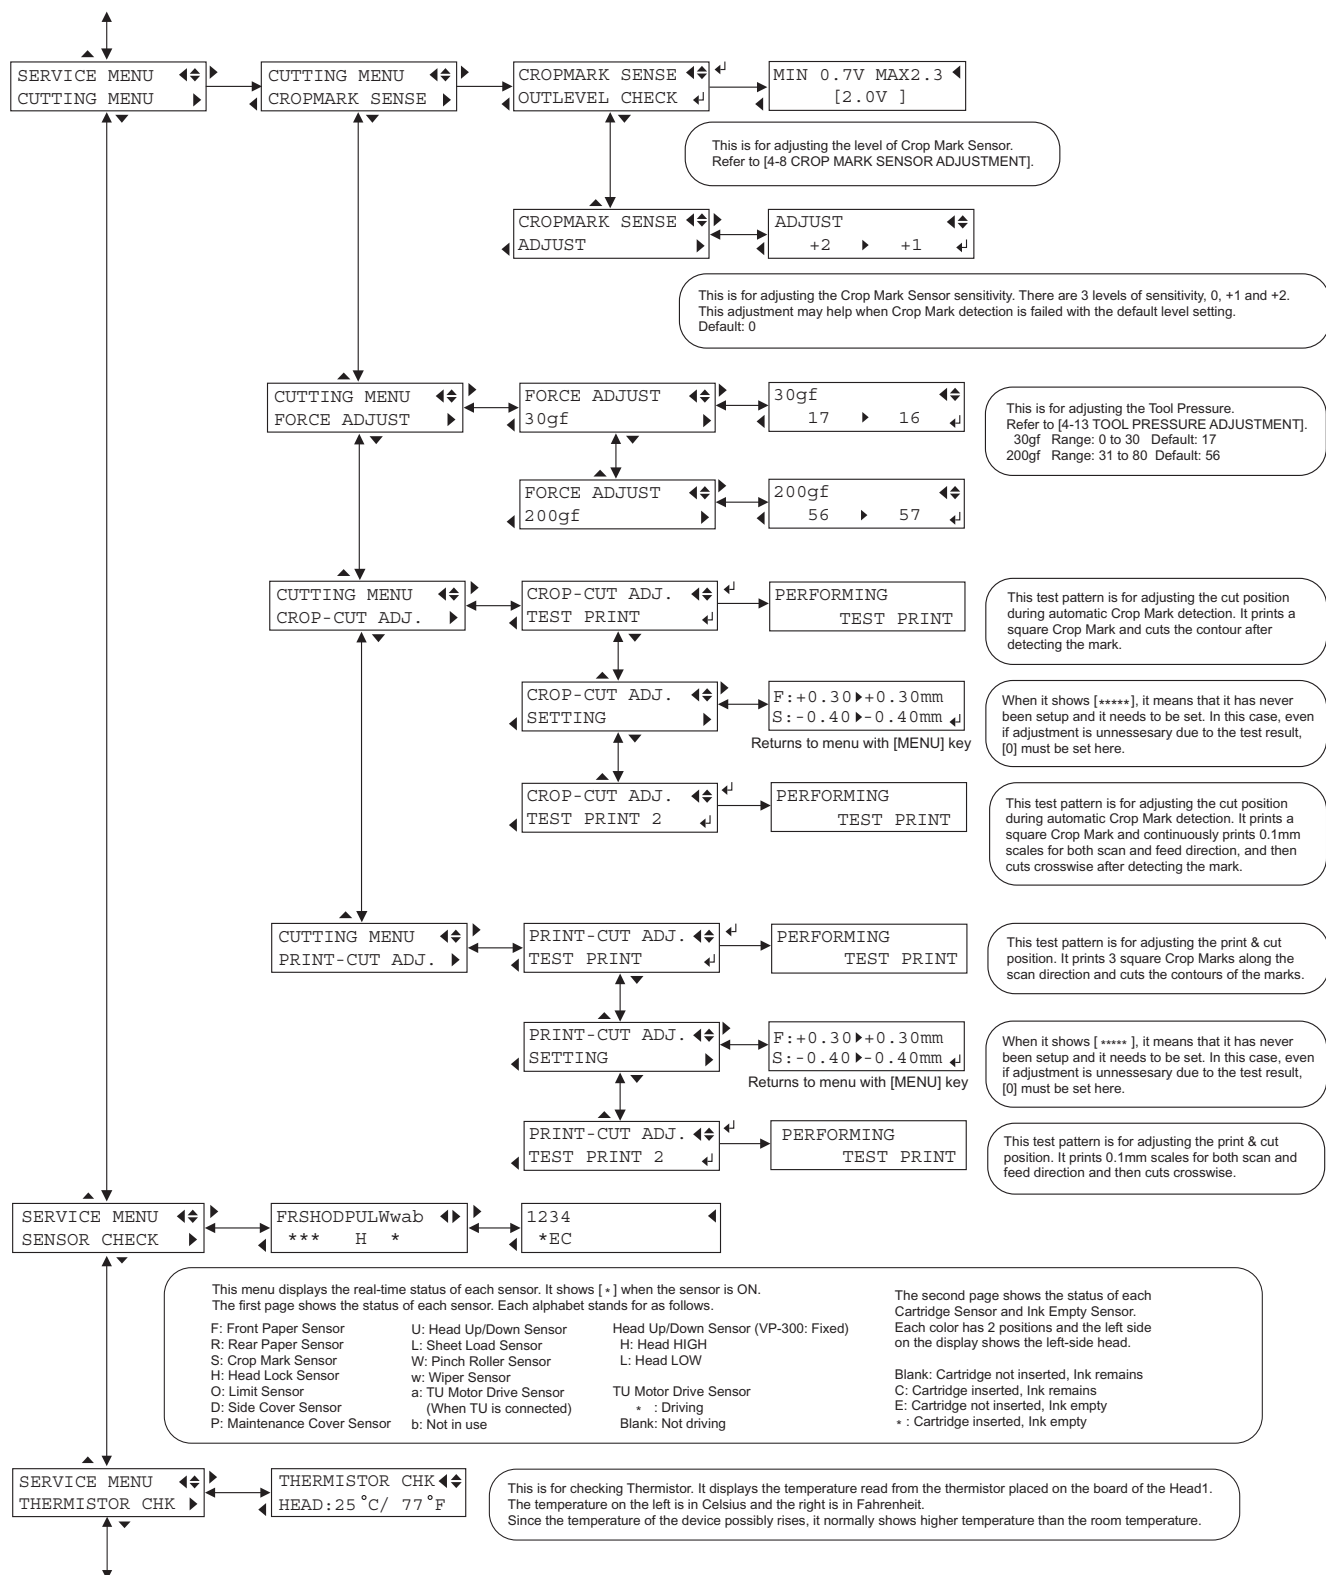 SERVICE MENU
CUTTING MENU
CUTTING MENU
CROPMARK SENSE
CROPMARK SENSE
OUTLEVEL CHECK
MIN 0.7V MAX2.3
[2.0V ]
This is for adjusting the level of Crop Mark Sensor.
Refer to [4-8 CROP MARK SENSOR ADJUSTMENT].
CROPMARK SENSE
ADJUST
ADJUST
+2 ▶ +1
This is for adjusting the Crop Mark Sensor sensitivity. There are 3 levels of sensitivity, 0, +1 and +2.
This adjustment may help when Crop Mark detection is failed with the default level setting.
Default: 0
CUTTING MENU
FORCE ADJUST
FORCE ADJUST
30gf
30gf
17 ▶ 16
This is for adjusting the Tool Pressure.
Refer to [4-13 TOOL PRESSURE ADJUSTMENT].
30gf Range: 0 to 30 Default: 17
200gf Range: 31 to 80 Default: 56
FORCE ADJUST
200gf
200gf
56 ▶ 57
CUTTING MENU
CROP-CUT ADJ.
CROP-CUT ADJ.
TEST PRINT
PERFORMING
TEST PRINT
This test pattern is for adjusting the cut position
during automatic Crop Mark detection. It prints a
square Crop Mark and cuts the contour after
detecting the mark.
CROP-CUT ADJ.
SETTING
F:+0.30▶+0.30mm
S:-0.40▶-0.40mm
Returns to menu with [MENU] key
When it shows [*****], it means that it has never
been setup and it needs to be set. In this case, even
if adjustment is unnessesary due to the test result,
[0] must be set here.
CROP-CUT ADJ.
TEST PRINT 2
PERFORMING
TEST PRINT
This test pattern is for adjusting the cut position
during automatic Crop Mark detection. It prints a
square Crop Mark and continuously prints 0.1mm
scales for both scan and feed direction, and then
cuts crosswise after detecting the mark.
CUTTING MENU
PRINT-CUT ADJ.
PRINT-CUT ADJ.
TEST PRINT
PERFORMING
TEST PRINT
This test pattern is for adjusting the print & cut
position. It prints 3 square Crop Marks along the
scan direction and cuts the contours of the marks.
PRINT-CUT ADJ.
SETTING
F:+0.30▶+0.30mm
S:-0.40▶-0.40mm
Returns to menu with [MENU] key
When it shows [ ***** ], it means that it has never
been setup and it needs to be set. In this case, even
if adjustment is unnessesary due to the test result,
[0] must be set here.
PRINT-CUT ADJ.
TEST PRINT 2
PERFORMING
TEST PRINT
This test pattern is for adjusting the print & cut
position. It prints 0.1mm scales for both scan and
feed direction and then cuts crosswise.
SERVICE MENU
SENSOR CHECK
FRSHODPULWwab
*** H *
1234
*EC
This menu displays the real-time status of each sensor. It shows [ * ] when the sensor is ON.
The first page shows the status of each sensor. Each alphabet stands for as follows.
F: Front Paper Sensor
R: Rear Paper Sensor
S: Crop Mark Sensor
H: Head Lock Sensor
O: Limit Sensor
D: Side Cover Sensor
P: Maintenance Cover Sensor
U: Head Up/Down Sensor
L: Sheet Load Sensor
W: Pinch Roller Sensor
w: Wiper Sensor
a: TU Motor Drive Sensor
(When TU is connected)
b: Not in use
Head Up/Down Sensor (VP-300: Fixed)
H: Head HIGH
L: Head LOW
TU Motor Drive Sensor
* : Driving
Blank: Not driving
The second page shows the status of each
Cartridge Sensor and Ink Empty Sensor.
Each color has 2 positions and the left side
on the display shows the left-side head.
Blank: Cartridge not inserted, Ink remains
C: Cartridge inserted, Ink remains
E: Cartridge not inserted, Ink empty
* : Cartridge inserted, Ink empty
SERVICE MENU
THERMISTOR CHK
THERMISTOR CHK
HEAD:25°C/ 77°F
This is for checking Thermistor. It displays the temperature read from the thermistor placed on the board of the Head1.
The temperature on the left is in Celsius and the right is in Fahrenheit.
Since the temperature of the device possibly rises, it normally shows higher temperature than the room temperature.